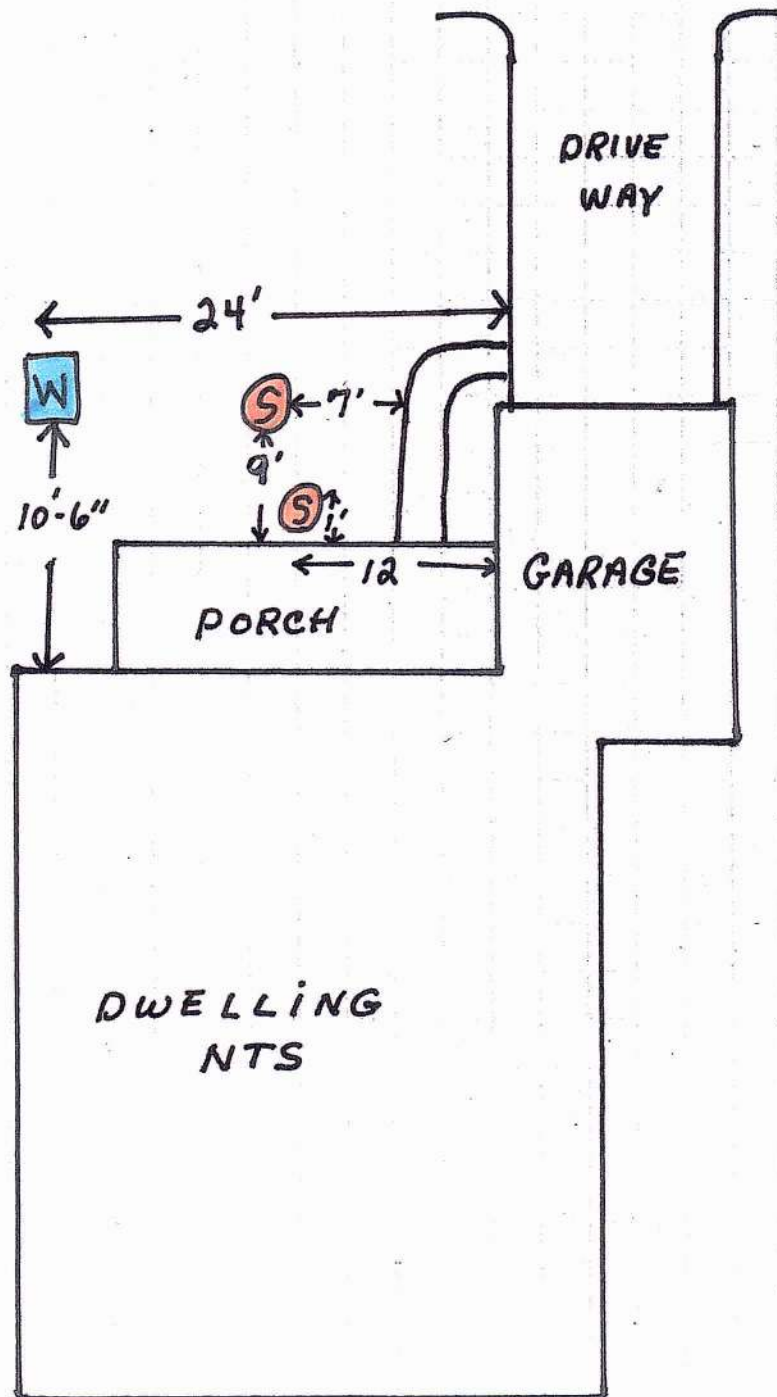 DRIVE
WAY
24'
W
S
7'
9'
10'-6"
S
1'
12
GARAGE
PORCH
DWELLING
NTS